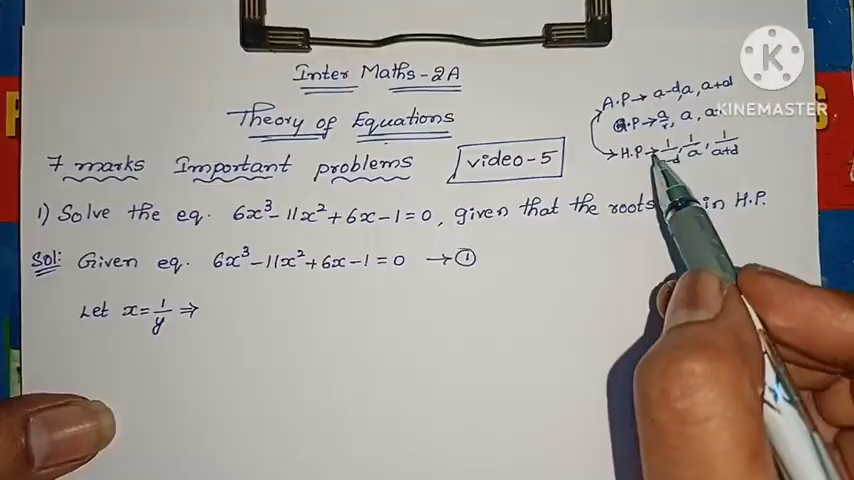 Inter Maths-2A
Theory of Equations
7 marks Important problems video-5
A.P → a-d, a, a+d
G.P → a/r, a,
H.P → 1/a-d, 1/a, 1/a+d
KINEMASTER
1) Solve the eq. 6x³-11x²+6x-1=0, given that the roots in H.P.
Sol: Given eq. 6x³-11x²+6x-1=0 → ①
Let x=1/y ⇒